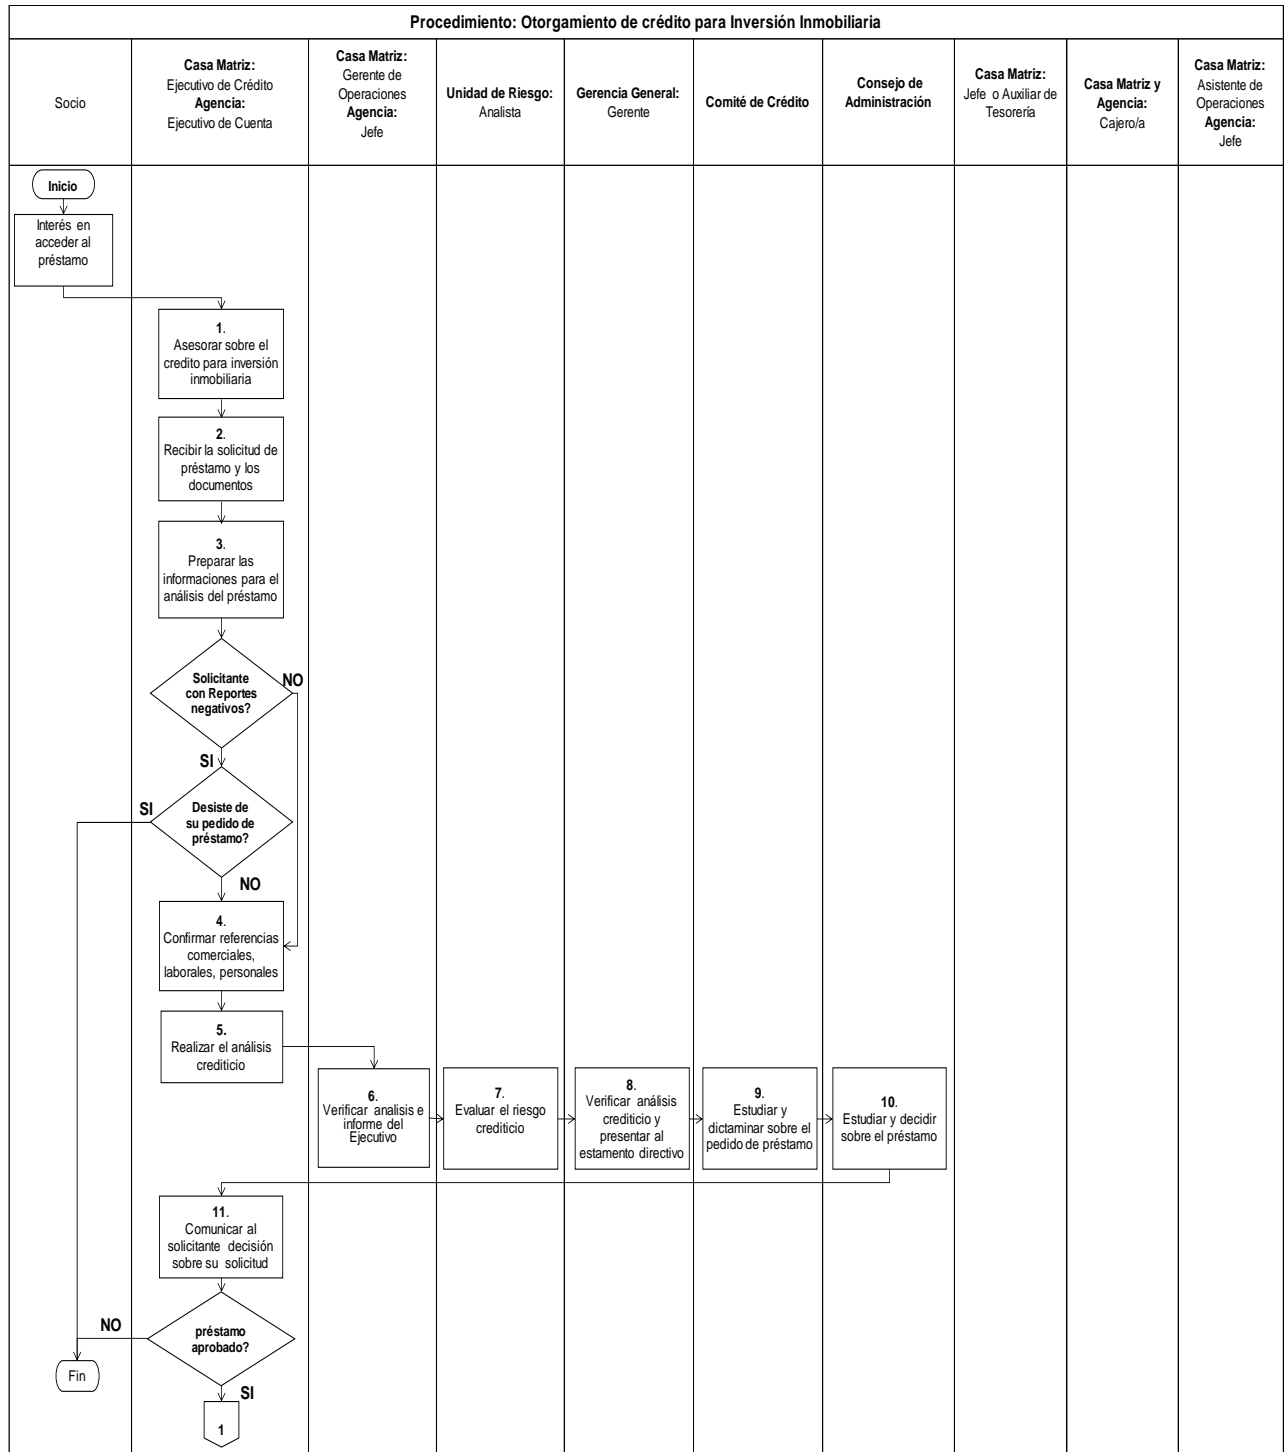 Procedimiento: Otorgamiento de crédito para Inversión Inmobiliaria
Socio
Casa Matriz:
Ejecutivo de Crédito
Agencia:
Ejecutivo de Cuenta
Casa Matriz:
Gerente de
Operaciones
Agencia:
Jefe
Unidad de Riesgo:
Analista
Gerencia General:
Gerente
Comité de Crédito
Consejo de
Administración
Casa Matriz:
Jefe o Auxiliar de
Tesorería
Casa Matriz y
Agencia:
Cajero/a
Casa Matriz:
Asistente de
Operaciones
Agencia:
Jefe
Inicio
Interés en
acceder al
préstamo
1.
Asesorar sobre el
credito para inversión
inmobiliaria
2.
Recibir la solicitud de
préstamo y los
documentos
3.
Preparar las
informaciones para el
análisis del préstamo
Solicitante
con Reportes
negativos?
NO
SI
Desiste de
su pedido de
préstamo?
SI
NO
4.
Confirmar referencias
comerciales,
laborales, personales
5.
Realizar el análisis
crediticio
6.
Verificar analisis e
informe del
Ejecutivo
7.
Evaluar el riesgo
crediticio
8.
Verificar análisis
crediticio y
presentar al
estamento directivo
9.
Estudiar y
dictaminar sobre el
pedido de préstamo
10.
Estudiar y decidir
sobre el préstamo
11.
Comunicar al
solicitante decisión
sobre su solicitud
préstamo
aprobado?
NO
Fin
SI
1